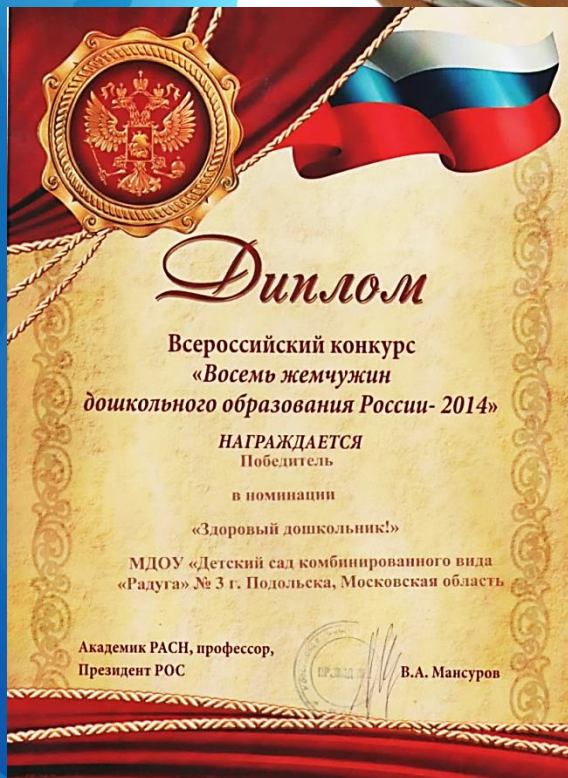 Диплом
Всероссийский конкурс
«Восемь жемчужин
дошкольного образования России- 2014»
НАГРАЖДАЕТСЯ
Победитель
в номинации
«Здоровый дошкольник!»
МДОУ «Детский сад комбинированного вида
«Радуга» № 3 г. Подольска, Московская область
Академик РАСН, профессор,
Президент РОС
В.А. Мансуров